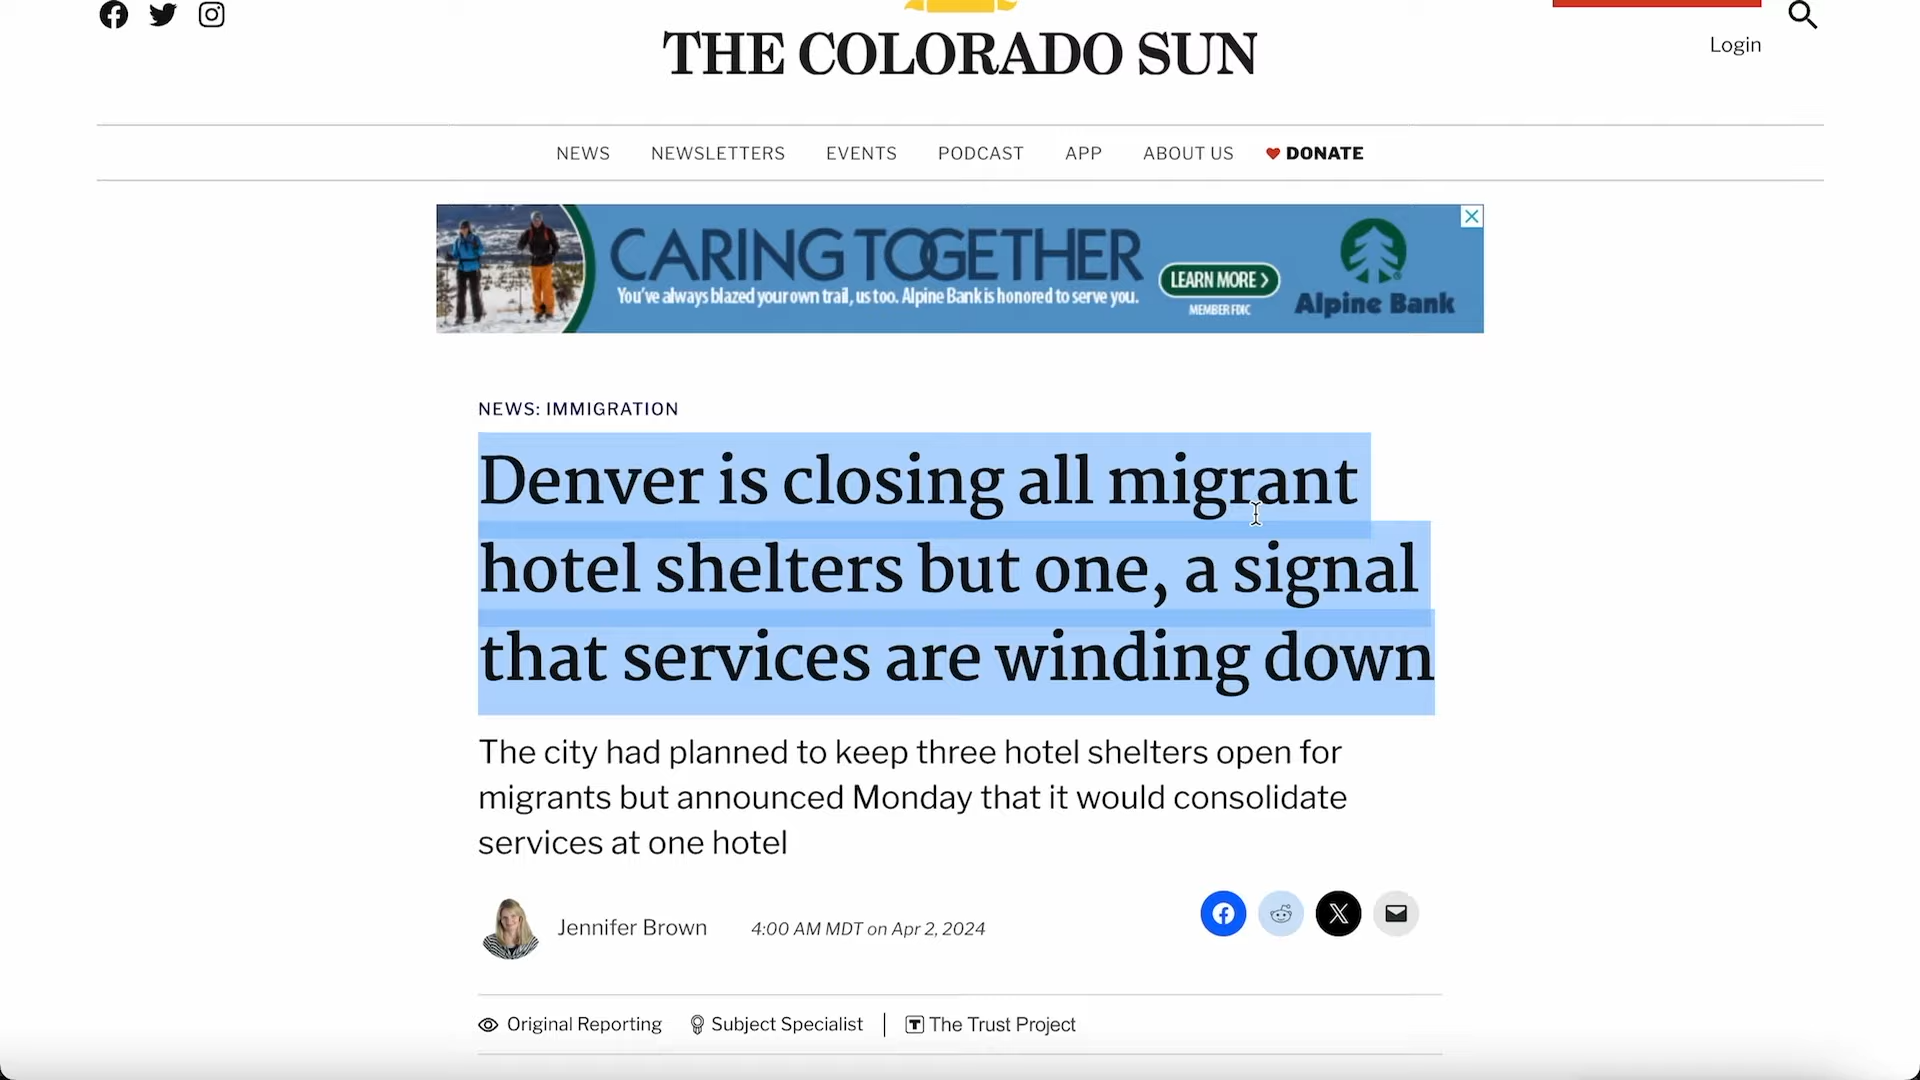 THE COLORADO SUN
Login
NEWS NEWSLETTERS EVENTS PODCAST APP ABOUT US DONATE
CARING TOGETHER
You've always blazed your own trail, us too. Alpine Bank is honored to serve you.
LEARN MORE >
MEMBER FDIC
Alpine Bank
NEWS: IMMIGRATION
Denver is closing all migrant
hotel shelters but one, a signal
that services are winding down
The city had planned to keep three hotel shelters open for
migrants but announced Monday that it would consolidate
services at one hotel
Jennifer Brown 4:00 AM MDT on Apr 2, 2024
Original Reporting Subject Specialist | T The Trust Project